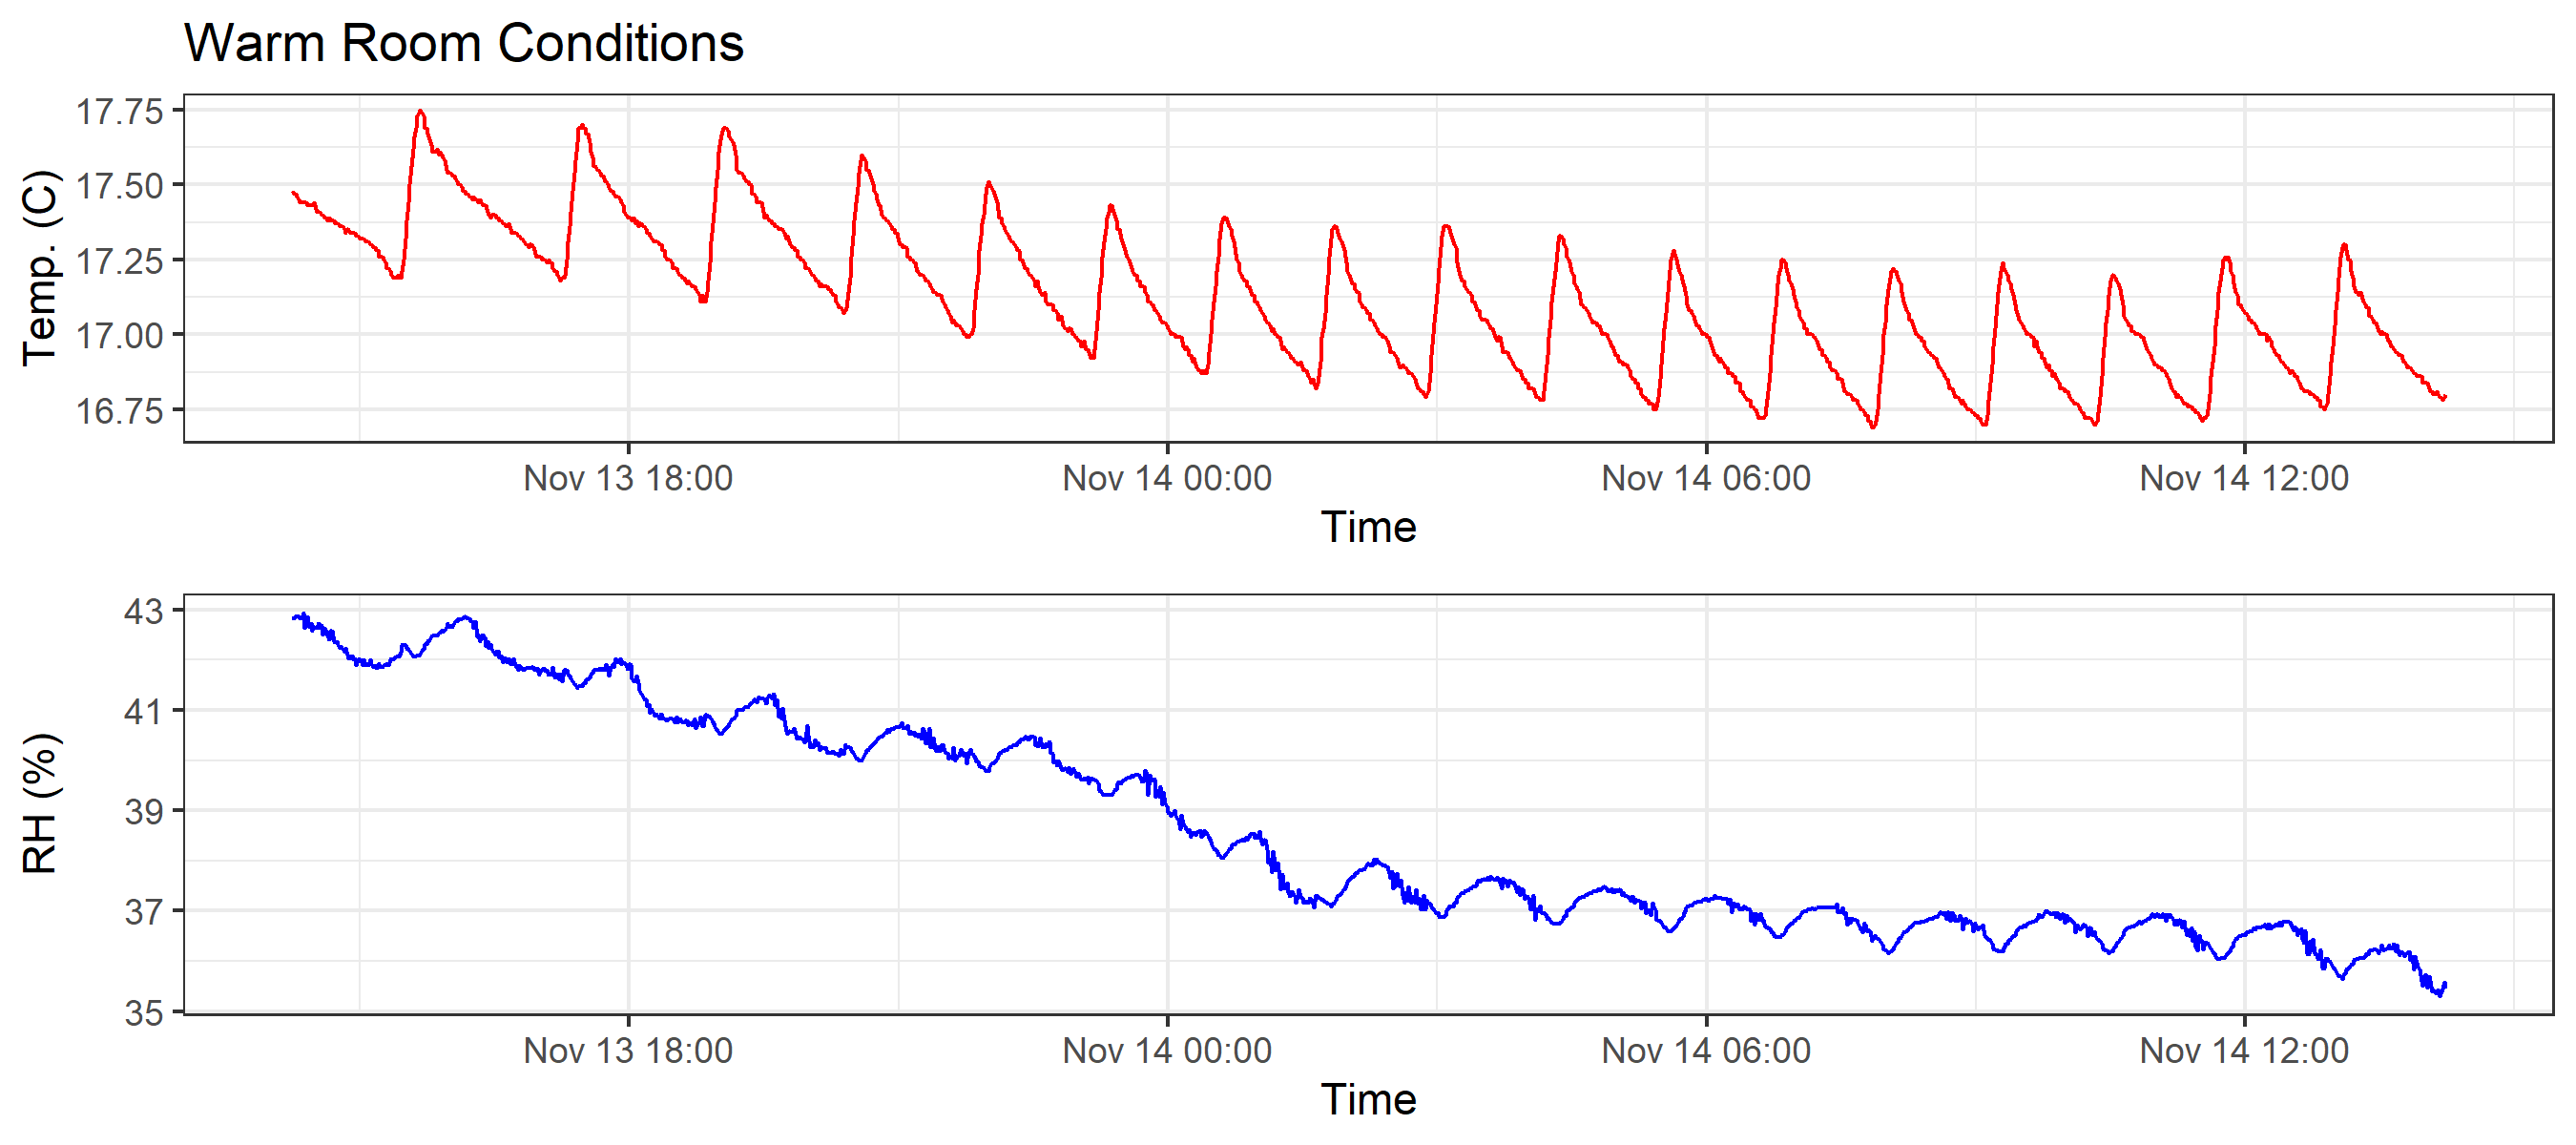 Warm Room Conditions
Temp. (C)
17.75
17.50
17.25
17.00
16.75
Nov 13 18:00 Nov 14 00:00 Nov 14 06:00 Nov 14 12:00
Time
RH (%)
43
41
39
37
35
Nov 13 18:00 Nov 14 00:00 Nov 14 06:00 Nov 14 12:00
Time